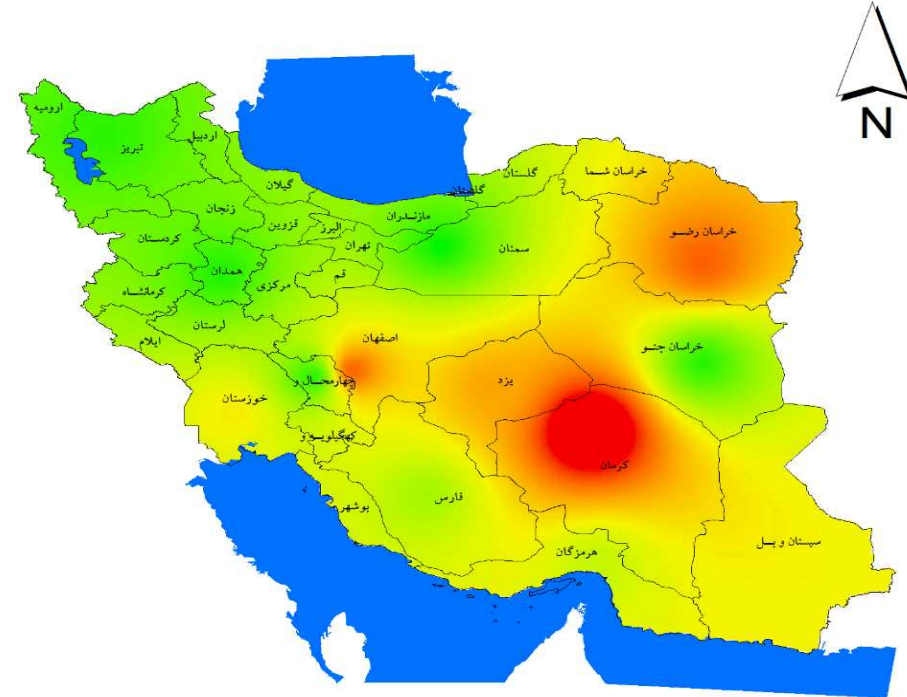 ارومیه
تبریز
اردبیل
گیلان
زنجان
کردستان
همدان
کرمانشاه
قزوین
البرز
تهران
مازندران
گلستان
گلستان
سمنان
خراسان شما
خراسان رضو
مرکزی
قم
لرستان
ایلام
اصفهان
خراسان جنو
یزد
چهارمحال و
خوزستان
کهگیلویه و
کرمان
فارس
بوشهر
هرمزگان
سیستان و بل
N